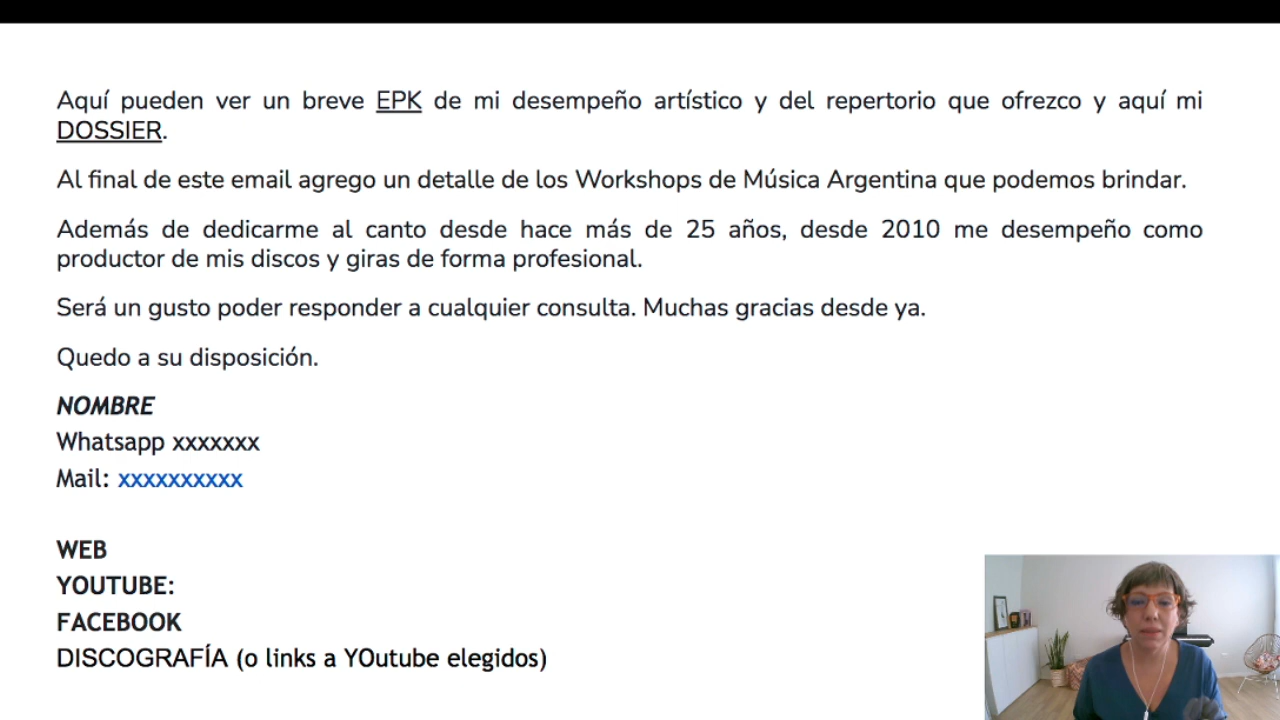 Aquí pueden ver un breve EPK de mi desempeño artístico y del repertorio que ofrezco y aquí mi
DOSSIER.
Al final de este email agrego un detalle de los Workshops de Música Argentina que podemos brindar.
Además de dedicarme al canto desde hace más de 25 años, desde 2010 me desempeño como
productor de mis discos y giras de forma profesional.
Será un gusto poder responder a cualquier consulta. Muchas gracias desde ya.
Quedo a su disposición.
NOMBRE
Whatsapp xxxxxxx
Mail: xxxxxxxxxx
WEB
YOUTUBE:
FACEBOOK
DISCOGRAFÍA (o links a YOutube elegidos)